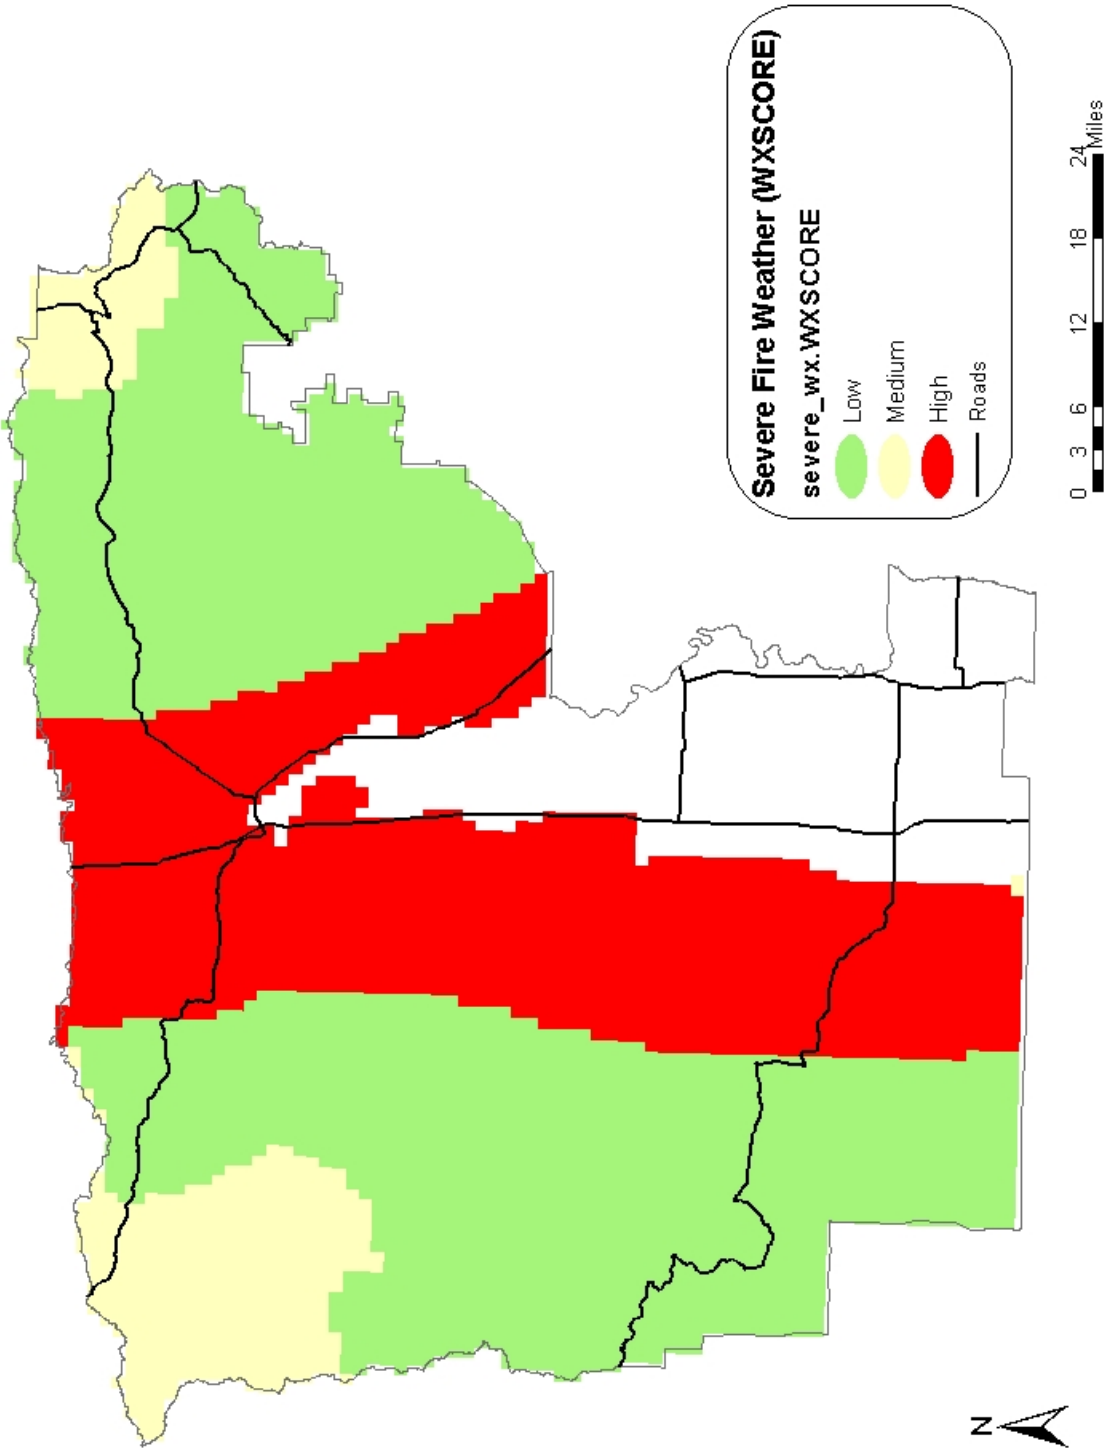 Severe Fire Weather (WXSCORE)
severe_wx.WXSCORE
Low
Medium
High
Roads
0 3 6 12 18 24
Miles
N